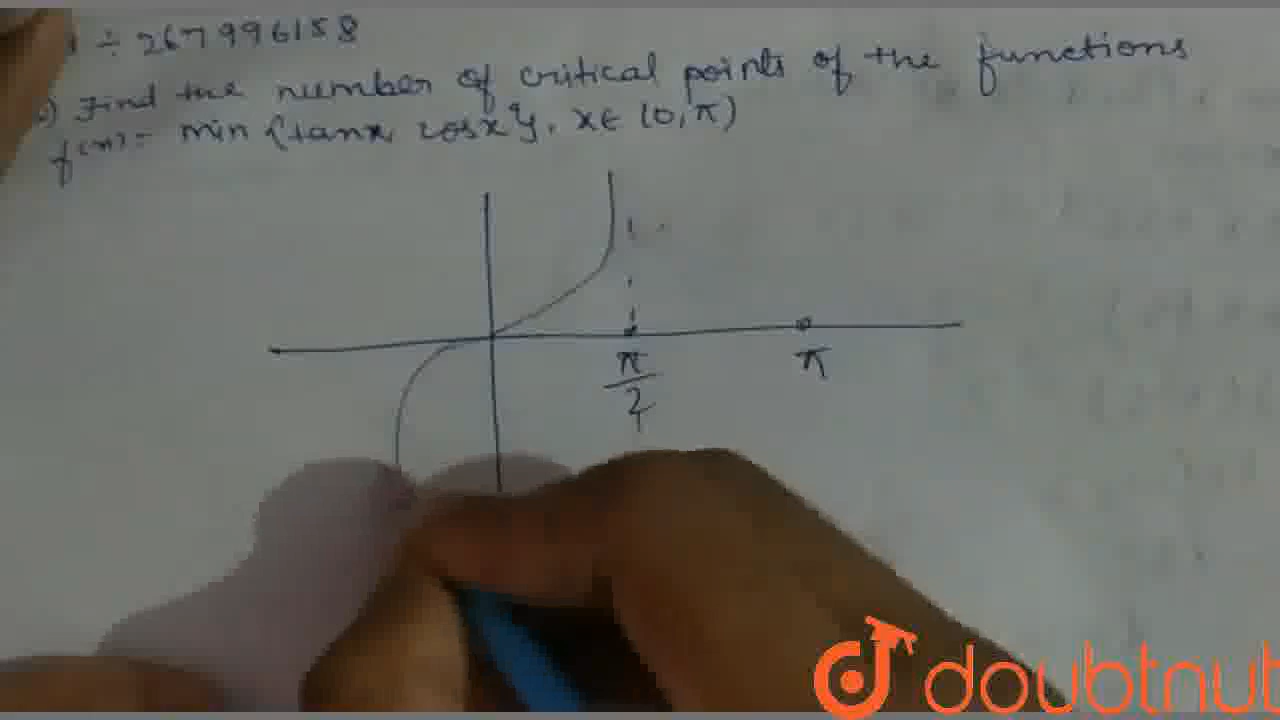 ÷ 267996158
) Find the number of critical points of the functions
f(x) = min {tanx, cosx}, x ∈ (0, π)
π/2
π
doubtnut